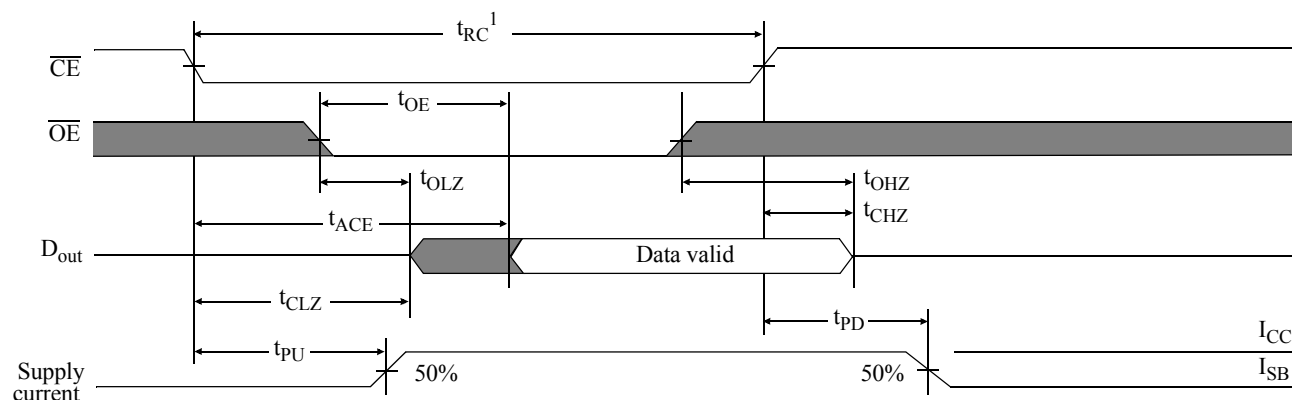 tRC1
CE
tOE
OE
tOLZ
tOHZ
tACE
tCHZ
Dout
Data valid
tCLZ
tPD
ICC
tPU
50%
50%
ISB
Supply
current